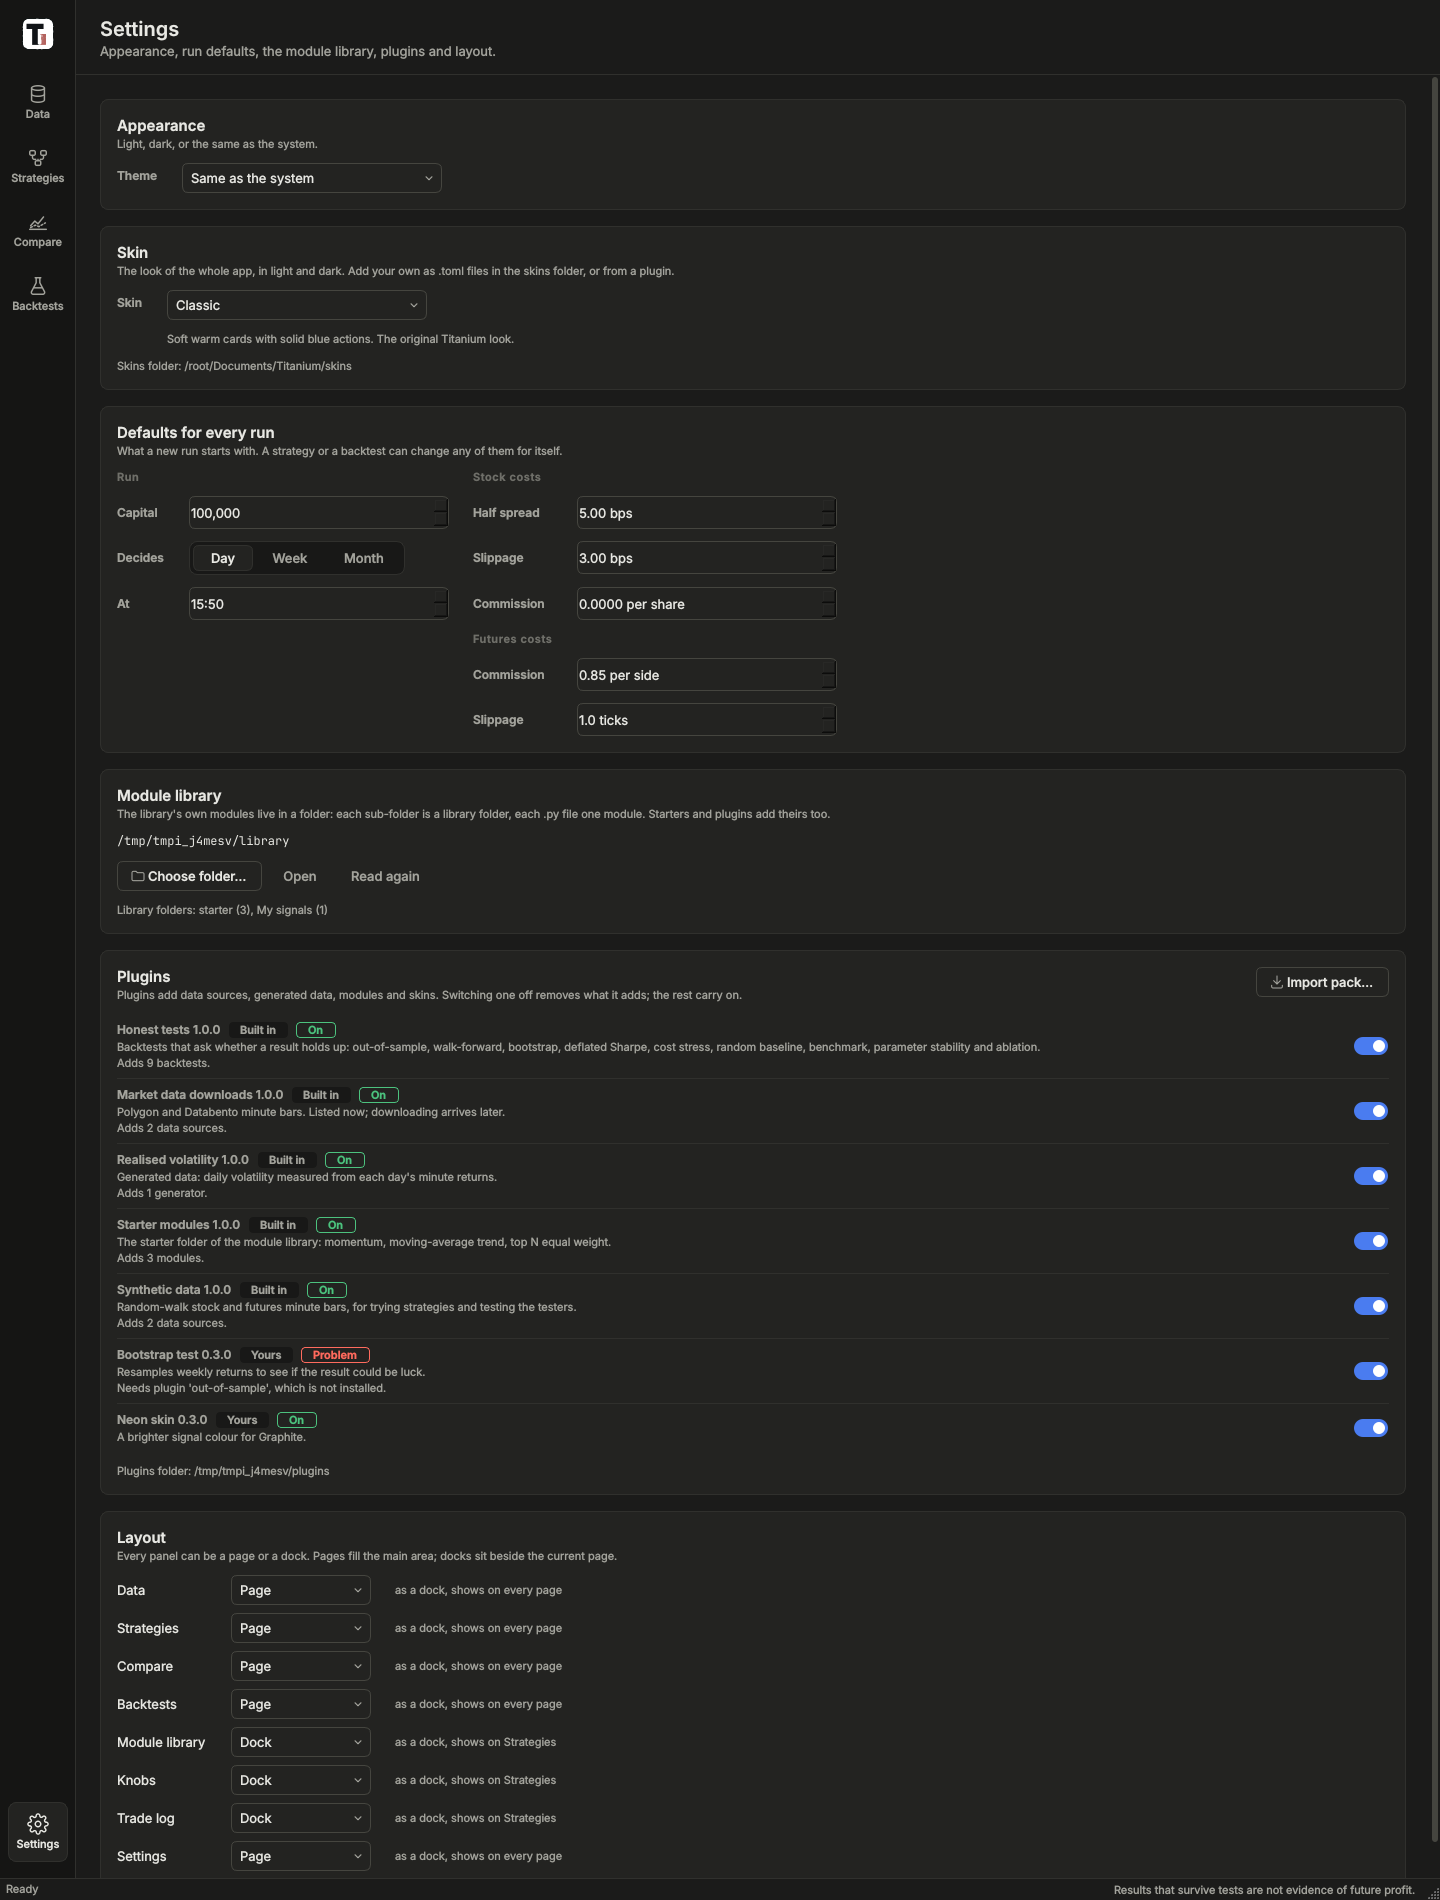 Ti
Settings
Appearance, run defaults, the module library, plugins and layout.
Data
Strategies
Compare
Backtests
Appearance
Light, dark, or the same as the system.
Theme
Same as the system
Skin
The look of the whole app, in light and dark. Add your own as .toml files in the skins folder, or from a plugin.
Skin
Classic
Soft warm cards with solid blue actions. The original Titanium look.
Skins folder: /root/Documents/Titanium/skins
Defaults for every run
What a new run starts with. A strategy or a backtest can change any of them for itself.
Run
Capital 100,000
Decides Day Week Month
At 15:50
Stock costs
Half spread 5.00 bps
Slippage 3.00 bps
Commission 0.0000 per share
Futures costs
Commission 0.85 per side
Slippage 1.0 ticks
Module library
The library's own modules live in a folder: each sub-folder is a library folder, each .py file one module. Starters and plugins add theirs too.
/tmp/tmpi_j4mesv/library
Choose folder... Open Read again
Library folders: starter (3), My signals (1)
Plugins
Plugins add data sources, generated data, modules and skins. Switching one off removes what it adds; the rest carry on.
Import pack...
Honest tests 1.0.0 Built in On
Backtests that ask whether a result holds up: out-of-sample, walk-forward, bootstrap, deflated Sharpe, cost stress, random baseline, benchmark, parameter stability and ablation.
Adds 9 backtests.
Market data downloads 1.0.0 Built in On
Polygon and Databento minute bars. Listed now; downloading arrives later.
Adds 2 data sources.
Realised volatility 1.0.0 Built in On
Generated data: daily volatility measured from each day's minute returns.
Adds 1 generator.
Starter modules 1.0.0 Built in On
The starter folder of the module library: momentum, moving-average trend, top N equal weight.
Adds 3 modules.
Synthetic data 1.0.0 Built in On
Random-walk stock and futures minute bars, for trying strategies and testing the testers.
Adds 2 data sources.
Bootstrap test 0.3.0 Yours Problem
Resamples weekly returns to see if the result could be luck.
Needs plugin 'out-of-sample', which is not installed.
Neon skin 0.3.0 Yours On
A brighter signal colour for Graphite.
Plugins folder: /tmp/tmpi_j4mesv/plugins
Layout
Every panel can be a page or a dock. Pages fill the main area; docks sit beside the current page.
Data Page as a dock, shows on every page
Strategies Page as a dock, shows on every page
Compare Page as a dock, shows on every page
Backtests Page as a dock, shows on every page
Module library Dock as a dock, shows on Strategies
Knobs Dock as a dock, shows on Strategies
Trade log Dock as a dock, shows on Strategies
Settings Page as a dock, shows on every page
Settings
Ready
Results that survive tests are not evidence of future profit.